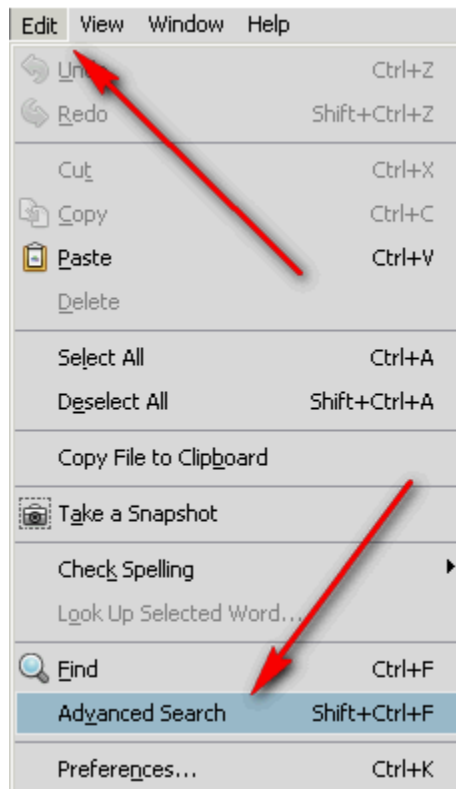 Edit View Window Help
Undo Ctrl+Z
Redo Shift+Ctrl+Z
Cut Ctrl+X
Copy Ctrl+C
Paste Ctrl+V
Delete
Select All Ctrl+A
Deselect All Shift+Ctrl+A
Copy File to Clipboard
Take a Snapshot
Check Spelling
Look Up Selected Word...
Find Ctrl+F
Advanced Search Shift+Ctrl+F
Preferences... Ctrl+K